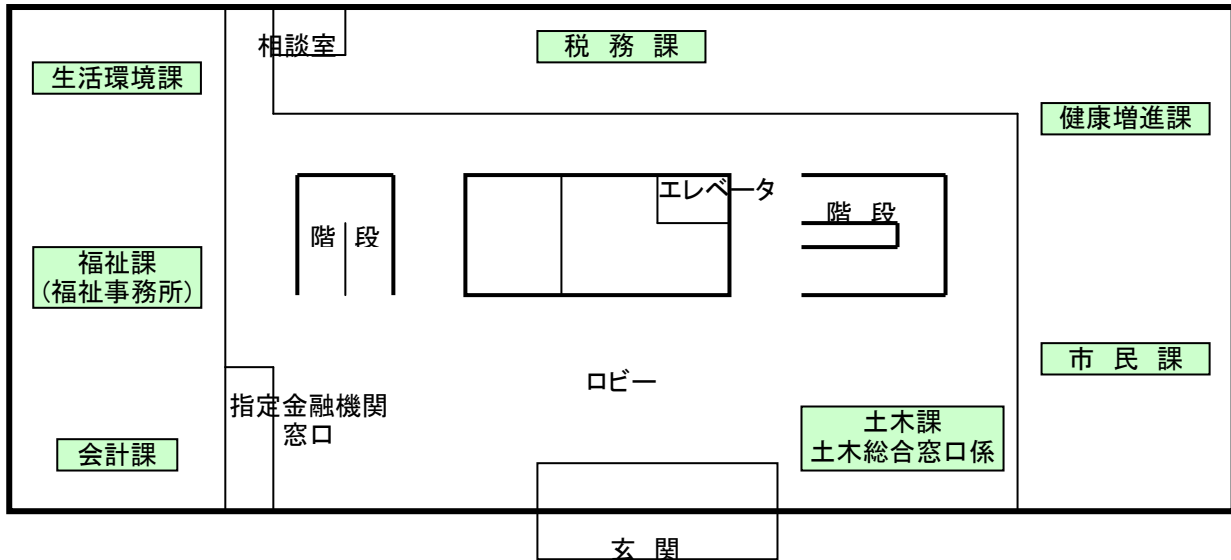 相談室
税 務 課
生活環境課
健康増進課
エレベータ
階 段
階 段
福祉課
(福祉事務所)
市 民 課
ロビー
指定金融機関
窓口
土木課
土木総合窓口係
会計課
玄 関